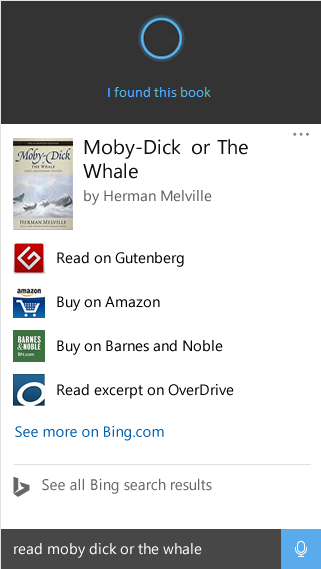 I found this book
Moby-Dick or The
Whale
by Herman Melville
Moby-Dick
HERMAN MELVILLE
Read on Gutenberg
amazon
Buy on Amazon
BARNES
&NOBLE
BN.com
Buy on Barnes and Noble
Read excerpt on OverDrive
See more on Bing.com
See all Bing search results
read moby dick or the whale